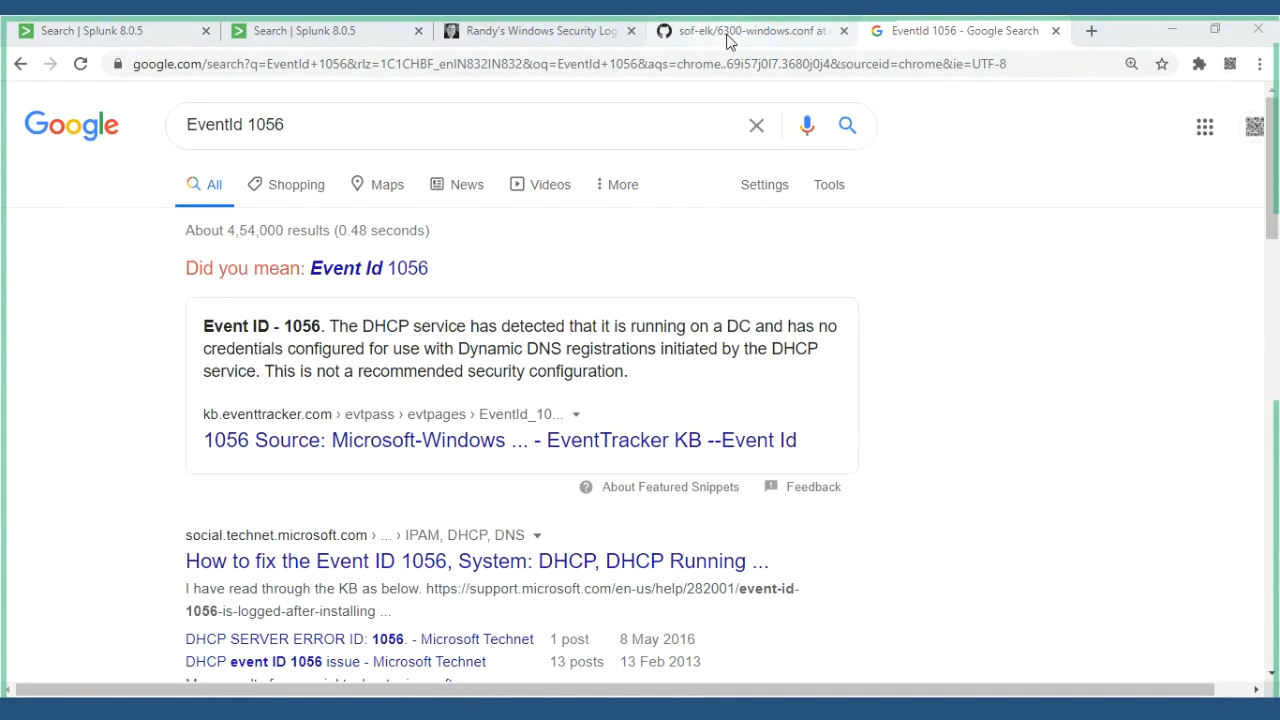 Search | Splunk 8.0.5
Search | Splunk 8.0.5
Randy's Windows Security Log
sof-elk/6300-windows.conf at
EventId 1056 - Google Search
google.com/search?q=EventId+1056&rlz=1C1CHBF_enIN832IN832&oq=EventId+1056&aqs=chrome..69i57j0l7.3680j0j4&sourceid=chrome&ie=UTF-8
Google
EventId 1056
All
Shopping
Maps
News
Videos
More
Settings
Tools
About 4,54,000 results (0.48 seconds)
Did you mean: Event Id 1056
Event ID - 1056. The DHCP service has detected that it is running on a DC and has no
credentials configured for use with Dynamic DNS registrations initiated by the DHCP
service. This is not a recommended security configuration.
kb.eventtracker.com › evtpass › evtpages › EventId_10...
1056 Source: Microsoft-Windows ... - EventTracker KB --Event Id
About Featured Snippets
Feedback
social.technet.microsoft.com › ... › IPAM, DHCP, DNS
How to fix the Event ID 1056, System: DHCP, DHCP Running ...
I have read through the KB as below. https://support.microsoft.com/en-us/help/282001/event-id-
1056-is-logged-after-installing ...
DHCP SERVER ERROR ID: 1056. - Microsoft Technet 1 post 8 May 2016
DHCP event ID 1056 issue - Microsoft Technet 13 posts 13 Feb 2013